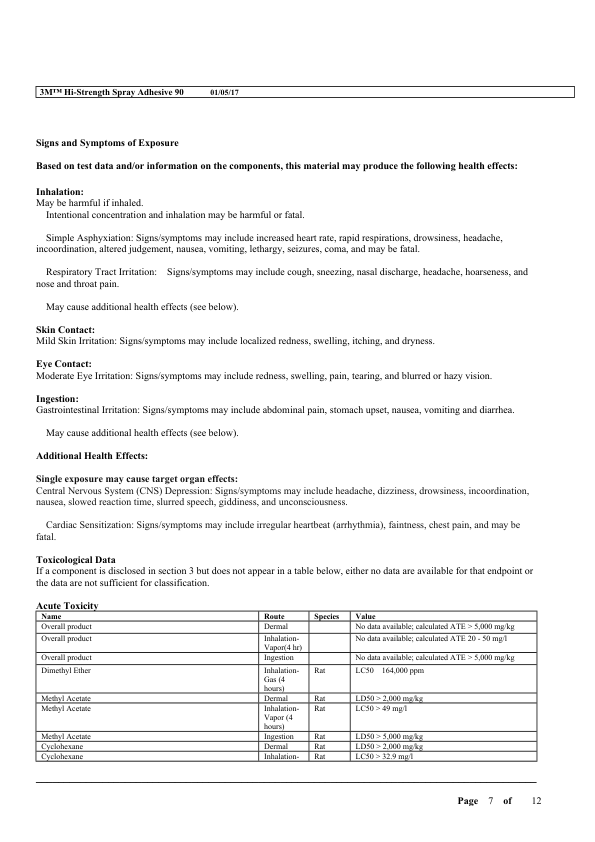 3M™ Hi-Strength Spray Adhesive 90 01/05/17
Signs and Symptoms of Exposure
Based on test data and/or information on the components, this material may produce the following health effects:
Inhalation:
May be harmful if inhaled.
Intentional concentration and inhalation may be harmful or fatal.
Simple Asphyxiation: Signs/symptoms may include increased heart rate, rapid respirations, drowsiness, headache,
incoordination, altered judgement, nausea, vomiting, lethargy, seizures, coma, and may be fatal.
Respiratory Tract Irritation: Signs/symptoms may include cough, sneezing, nasal discharge, headache, hoarseness, and
nose and throat pain.
May cause additional health effects (see below).
Skin Contact:
Mild Skin Irritation: Signs/symptoms may include localized redness, swelling, itching, and dryness.
Eye Contact:
Moderate Eye Irritation: Signs/symptoms may include redness, swelling, pain, tearing, and blurred or hazy vision.
Ingestion:
Gastrointestinal Irritation: Signs/symptoms may include abdominal pain, stomach upset, nausea, vomiting and diarrhea.
May cause additional health effects (see below).
Additional Health Effects:
Single exposure may cause target organ effects:
Central Nervous System (CNS) Depression: Signs/symptoms may include headache, dizziness, drowsiness, incoordination,
nausea, slowed reaction time, slurred speech, giddiness, and unconsciousness.
Cardiac Sensitization: Signs/symptoms may include irregular heartbeat (arrhythmia), faintness, chest pain, and may be
fatal.
Toxicological Data
If a component is disclosed in section 3 but does not appear in a table below, either no data are available for that endpoint or
the data are not sufficient for classification.
Acute Toxicity
Name Route Species Value
Overall product Dermal No data available; calculated ATE > 5,000 mg/kg
Overall product Inhalation- No data available; calculated ATE 20 - 50 mg/l
Vapor(4 hr)
Overall product Ingestion No data available; calculated ATE > 5,000 mg/kg
Dimethyl Ether Inhalation- Rat LC50 164,000 ppm
Gas (4
hours)
Methyl Acetate Dermal Rat LD50 > 2,000 mg/kg
Methyl Acetate Inhalation- Rat LC50 > 49 mg/l
Vapor (4
hours)
Methyl Acetate Ingestion Rat LD50 > 5,000 mg/kg
Cyclohexane Dermal Rat LD50 > 2,000 mg/kg
Cyclohexane Inhalation- Rat LC50 > 32.9 mg/l
Page 7 of 12